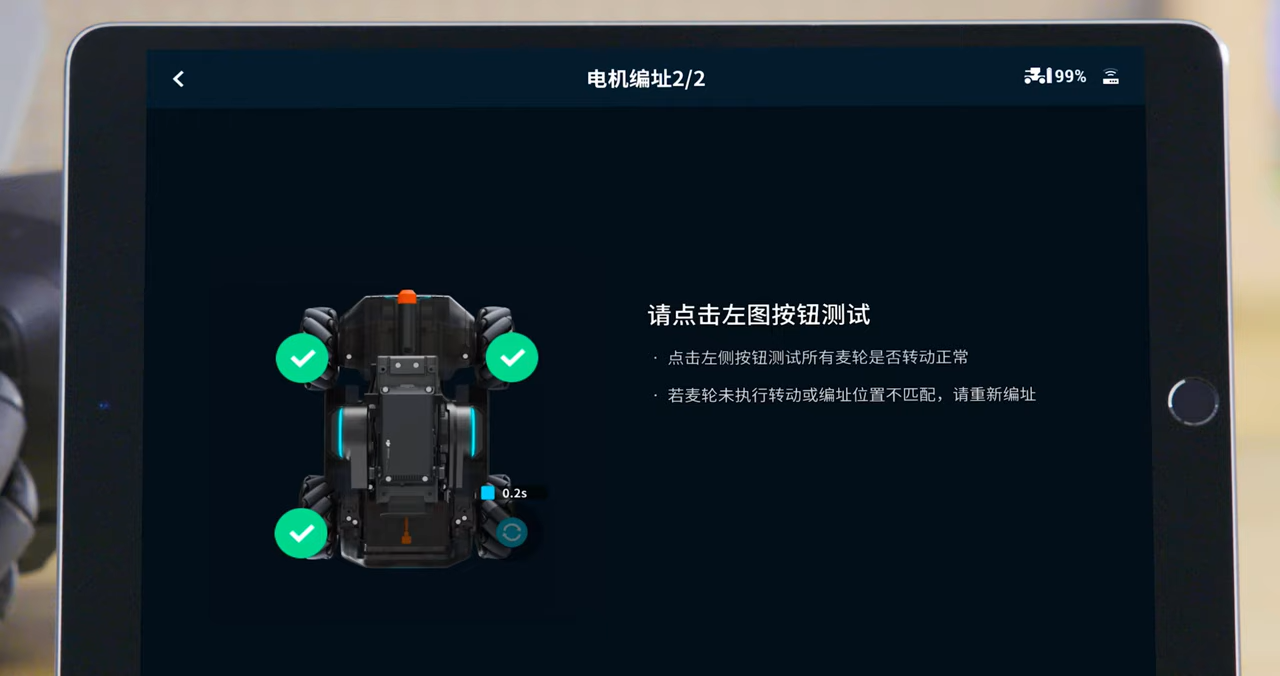 电机编址2/2
99%
请点击左图按钮测试
· 点击左侧按钮测试所有麦轮是否转动正常
· 若麦轮未执行转动或编址位置不匹配，请重新编址
0.2s